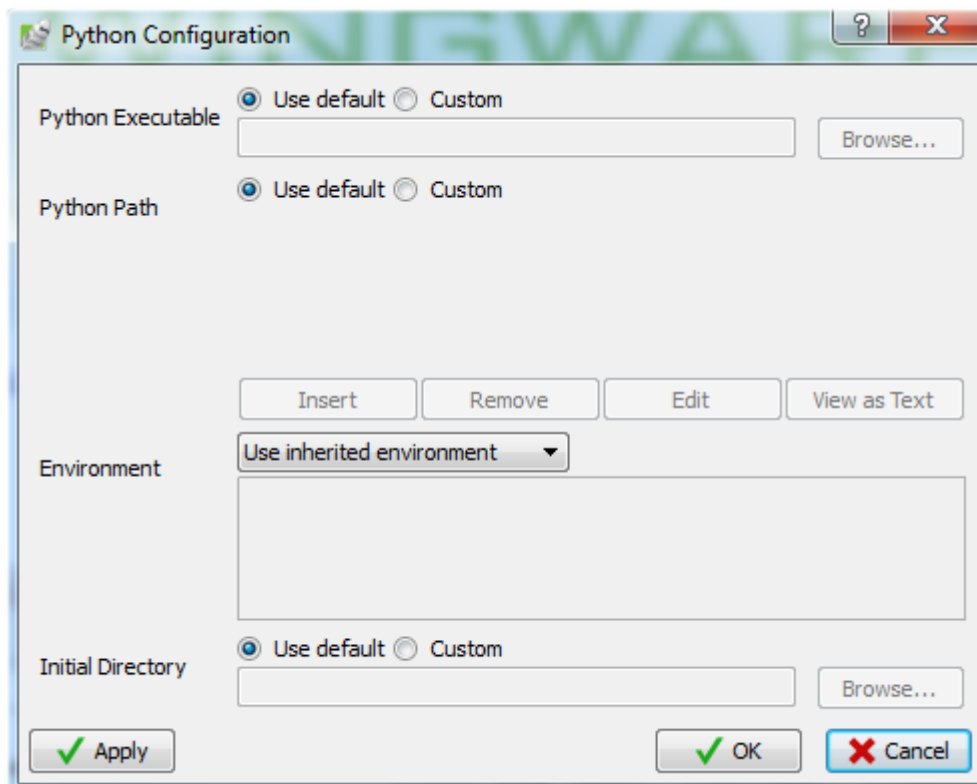 WINGWAR
Python Configuration
?
Python Executable
Use default Custom
Browse...
Python Path
Use default Custom
Insert Remove Edit View as Text
Environment
Use inherited environment
Initial Directory
Use default Custom
Browse...
Apply OK Cancel